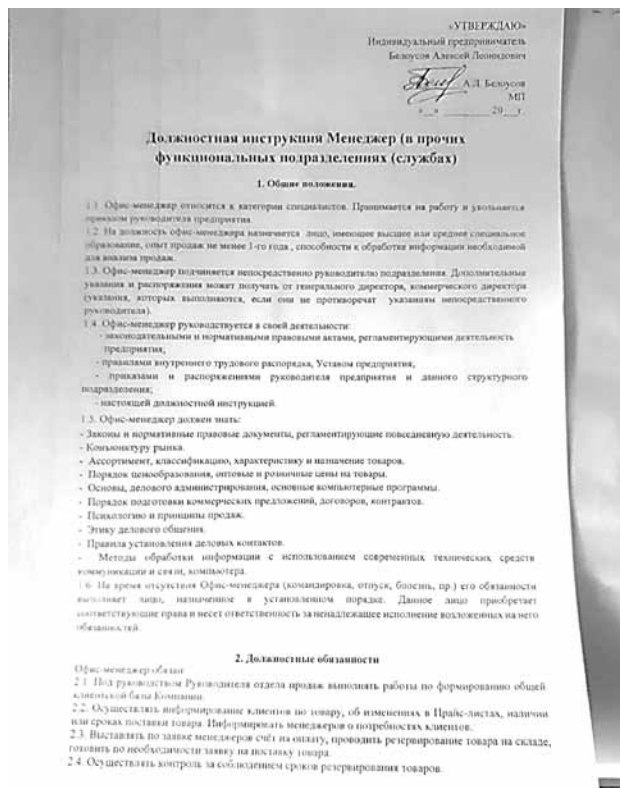 «УТВЕРЖДАЮ»
Индивидуальный предприниматель
Белоусов Алексей Леонидович
А.Л. Белоусов
МП
«__»________20__г.
Должностная инструкция Менеджер (в прочих
функциональных подразделениях (службах)
1. Общие положения.
1.1. Офис-менеджер относится к категории специалистов. Принимается на работу и увольняется
приказом руководителя предприятия.
1.2. На должность офис-менеджера назначается лицо, имеющее высшее или среднее специальное
образование, опыт продаж не менее 1-го года , способности к обработке информации необходимой
для анализа продаж.
1.3. Офис-менеджер подчиняется непосредственно руководителю подразделения. Дополнительные
указания и распоряжения может получать от генерального директора, коммерческого директора
(указания, которых выполняются, если они не противоречат указаниям непосредственного
руководителя).
1.4. Офис-менеджер руководствуется в своей деятельности:
- законодательными и нормативными правовыми актами, регламентирующими деятельность
предприятия;
- правилами внутреннего трудового распорядка, Уставом предприятия,
- приказами и распоряжениями руководителя предприятия и данного структурного
подразделения;
- настоящей должностной инструкцией.
1.5. Офис-менеджер должен знать:
- Законы и нормативные правовые документы, регламентирующие повседневную деятельность.
- Конъюнктуру рынка.
- Ассортимент, классификацию, характеристику и назначение товаров.
- Порядок ценообразования, оптовые и розничные цены на товары.
- Основы, делового администрирования, основные компьютерные программы.
- Порядок подготовки коммерческих предложений, договоров, контрактов.
- Психологию и принципы продаж.
- Этику делового общения.
- Правила установления деловых контактов.
- Методы обработки информации с использованием современных технических средств
коммуникации и связи, компьютера.
1.6. На время отсутствия Офис-менеджера (командировка, отпуск, болезнь, пр.) его обязанности
выполняет лицо, назначенное в установленном порядке. Данное лицо приобретает
соответствующие права и несет ответственность за ненадлежащее исполнение возложенных на него
обязанностей.
2. Должностные обязанности
Офис-менеджер обязан:
2.1. Под руководством Руководителя отдела продаж выполнять работы по формированию общей
клиентской базы Компании.
2.2. Осуществлять информирование клиентов по товару, об изменениях в Прайс-листах, наличии
или сроках поставки товара. Информировать менеджеров о потребностях клиентов.
2.3. Выставлять по заявке менеджеров счёт на оплату, проводить резервирование товара на складе,
готовить по необходимости заявку на поставку товара.
2.4. Осуществлять контроль за соблюдением сроков резервирования товаров.